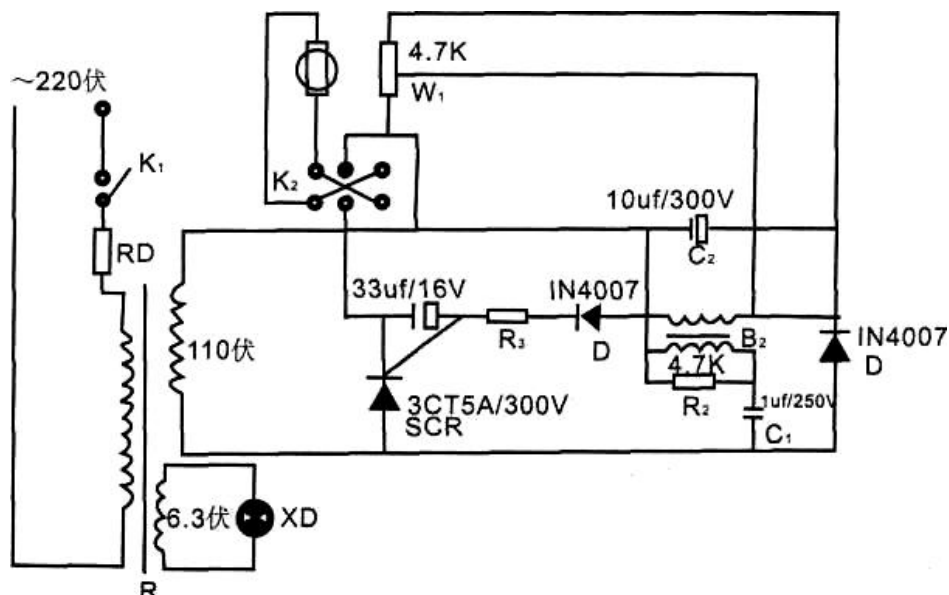 4.7K
W₁
~220伏
K₁
K₂
10uf/300V
C₂
RD
33uf/16V
IN4007
R₃
D
B₂
IN4007
D
110伏
4.7K
R₂
1uf/250V
C₁
3CT5A/300V
SCR
6.3伏
XD